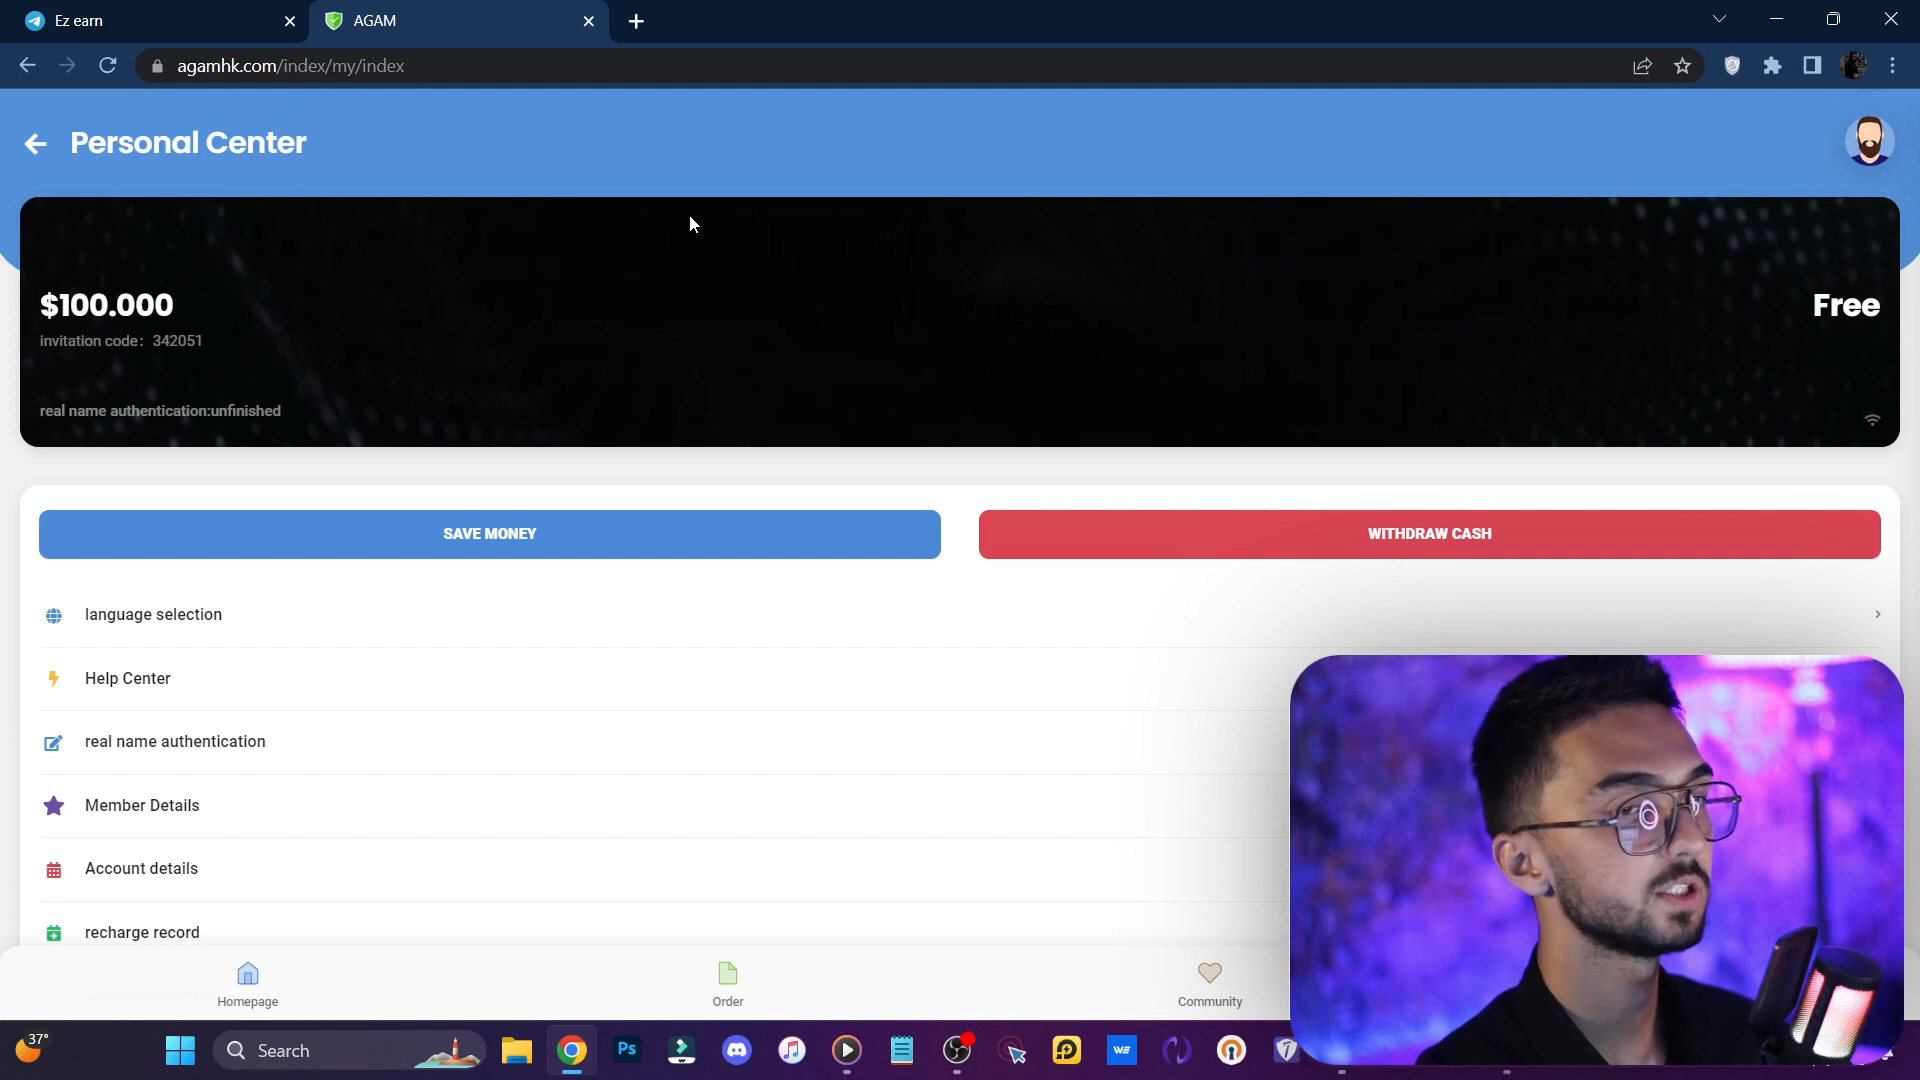 Ez earn
AGAM
agamhk.com/index/my/index
Personal Center
$100.000
Free
invitation code: 342051
real name authentication:unfinished
SAVE MONEY
WITHDRAW CASH
language selection
Help Center
real name authentication
Member Details
Account details
recharge record
Homepage
Order
Community
37°
Search
Ps
WE